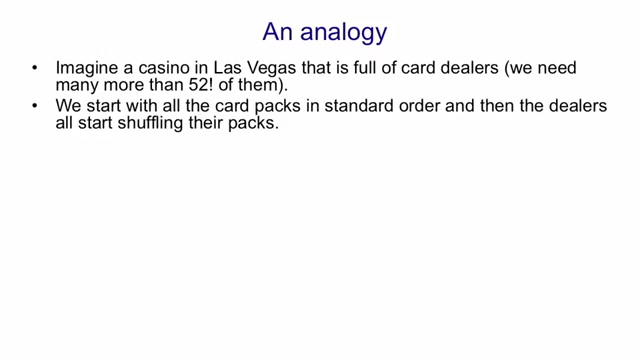 An analogy
• Imagine a casino in Las Vegas that is full of card dealers (we need
many more than 52! of them).
• We start with all the card packs in standard order and then the dealers
all start shuffling their packs.